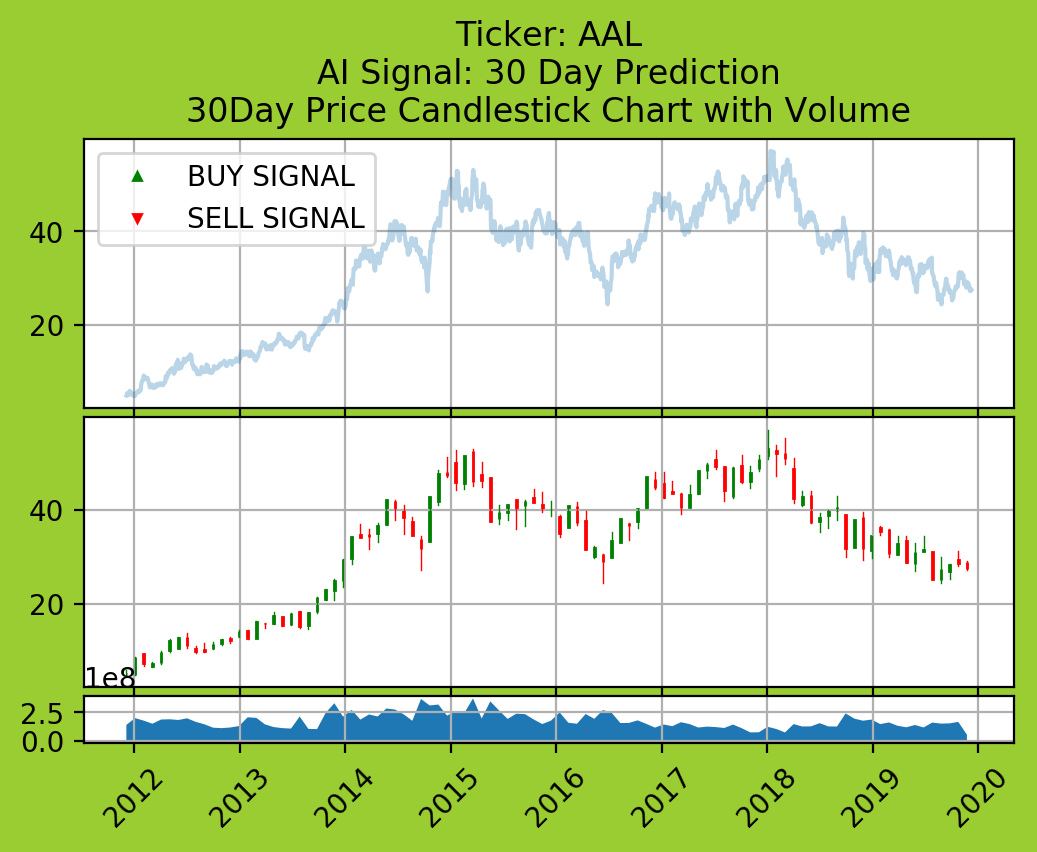 Ticker: AAL
AI Signal: 30 Day Prediction
30Day Price Candlestick Chart with Volume
BUY SIGNAL
SELL SIGNAL
40
20
40
20
1e8
2.5
0.0
2012
2013
2014
2015
2016
2017
2018
2019
2020